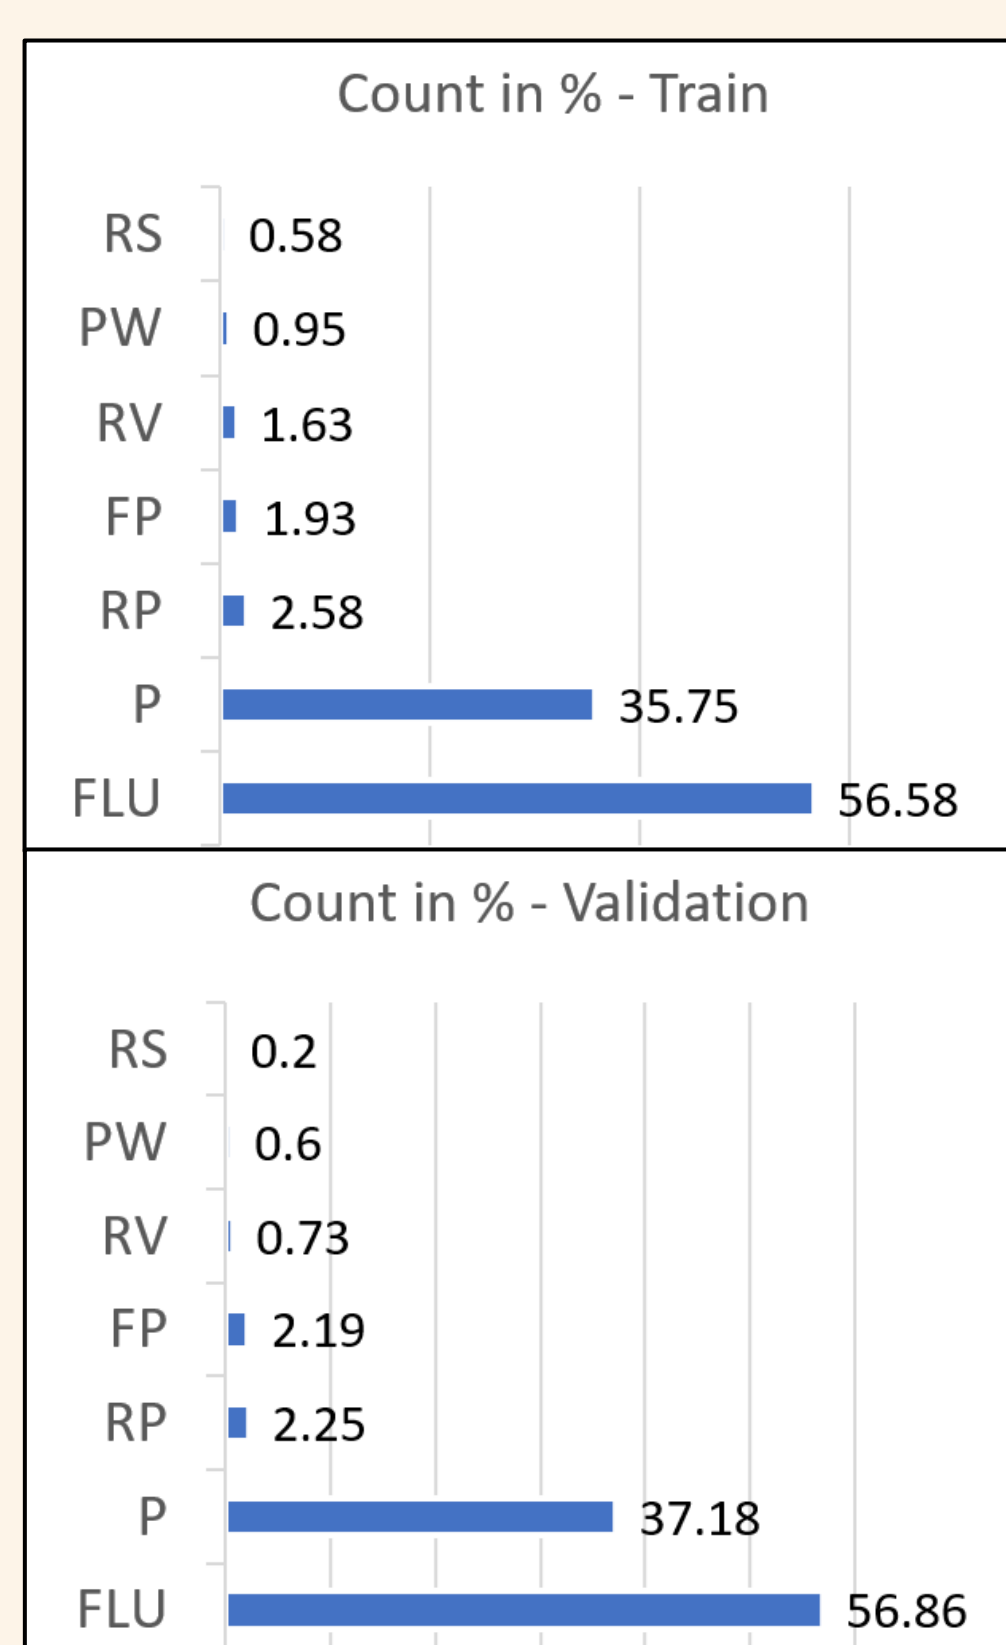 Count in % - Train
RS 0.58
PW 0.95
RV 1.63
FP 1.93
RP 2.58
P 35.75
FLU 56.58
Count in % - Validation
RS 0.2
PW 0.6
RV 0.73
FP 2.19
RP 2.25
P 37.18
FLU 56.86